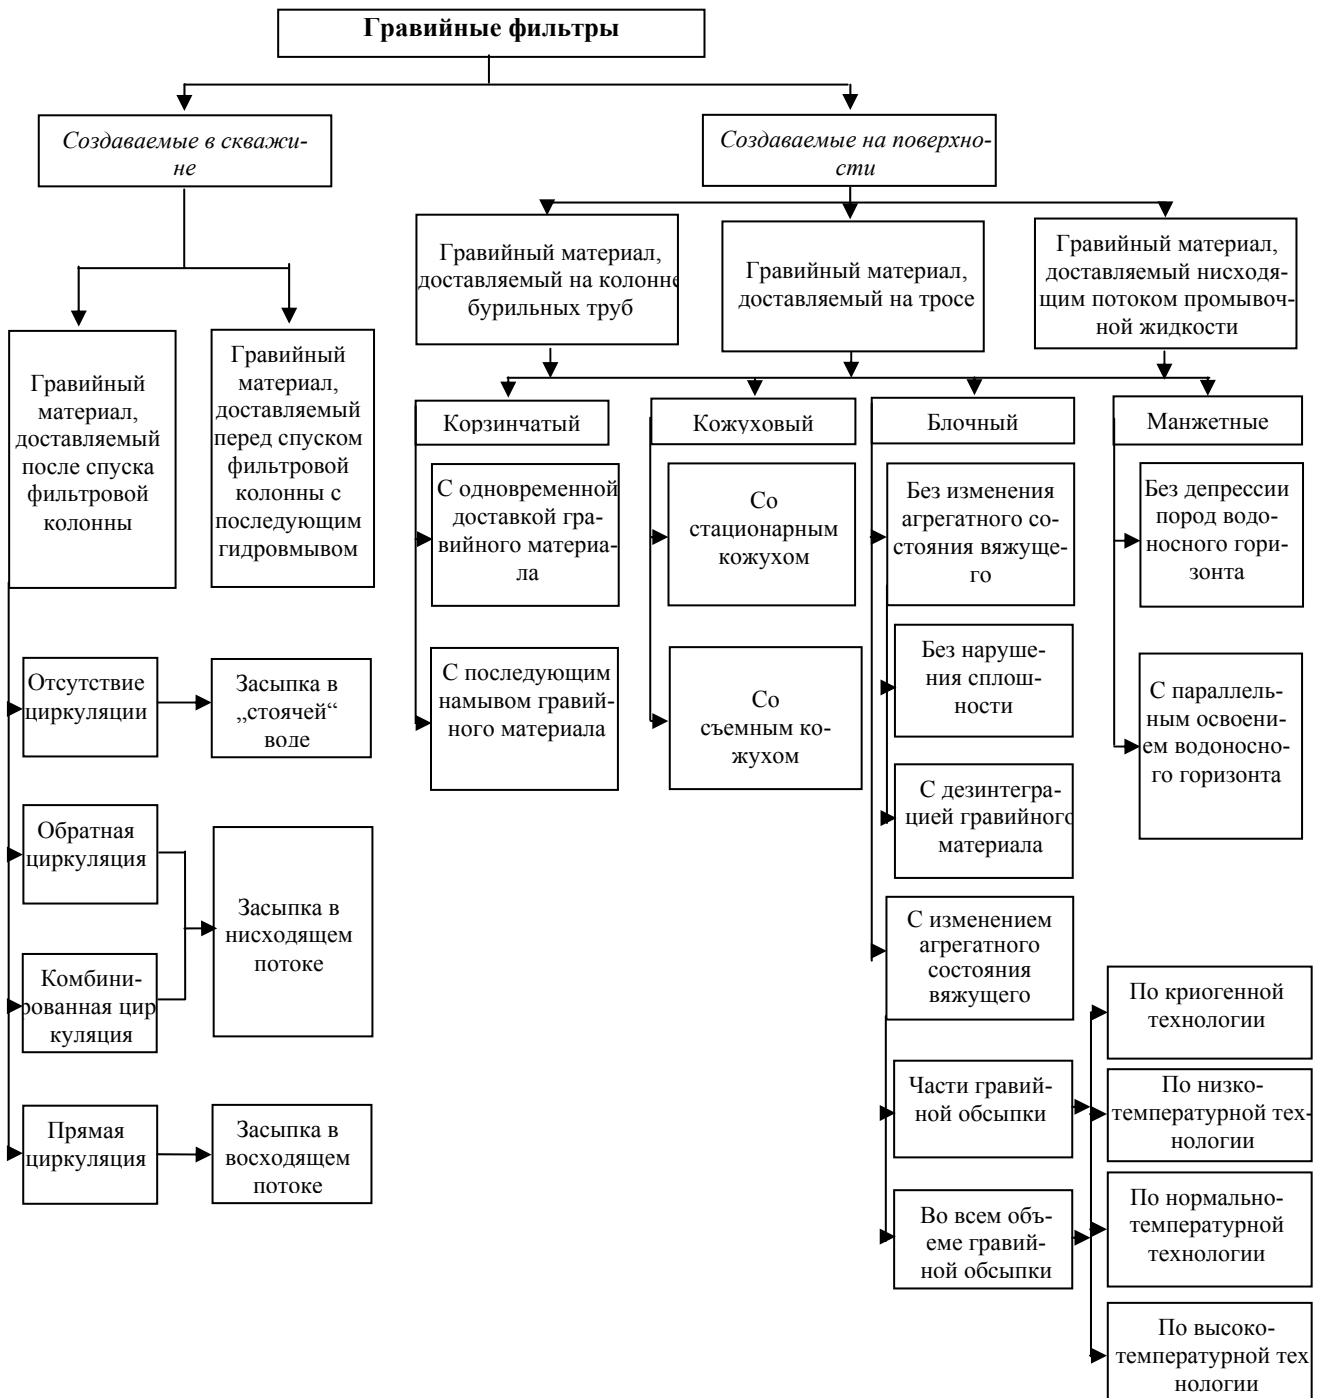 Гравийные фильтры
Создаваемые в скважи-
не
Создаваемые на поверхно-
сти
Гравийный материал,
доставляемый на колонне
бурильных труб
Гравийный материал,
доставляемый на тросе
Гравийный материал,
доставляемый нисходя-
щим потоком промывоч-
ной жидкости
Гравийный
материал,
доставляемый
после спуска
фильтровой
колонны
Гравийный
материал,
доставляемый
перед спуском
фильтровой
колонны с
последующим
гидровмывом
Корзинчатый
Кожуховый
Блочный
Манжетные
С одновременной
доставкой гра-
вийного материа-
ла
Со
стационарным
кожухом
Без изменения
агрегатного со-
стояния вяжуще-
го
Без депрессии
пород водо-
носного гори-
зонта
С последующим
намывом гравий-
ного материала
Со
съемным ко-
жухом
Без наруше-
ния сплош-
ности
С параллель-
ным освоени-
ем водоносно-
го горизонта
С дезинтегра-
цией гравийного
материала
Отсутствие
циркуляции
Засыпка в
„стоячей“
воде
Обратная
циркуляция
Комбини-
рованная цир
куляция
Засыпка в
нисходящем
потоке
Прямая
циркуляция
Засыпка в
восходящем
потоке
С изменением
агрегатного
состояния
вяжущего
Части гравий-
ной обсыпки
Во всем объ-
еме гравий-
ной обсыпки
По криогенной
технологии
По низко-
температурной тех-
нологии
По нормально-
температурной
технологии
По высоко-
температурной тех
нологии